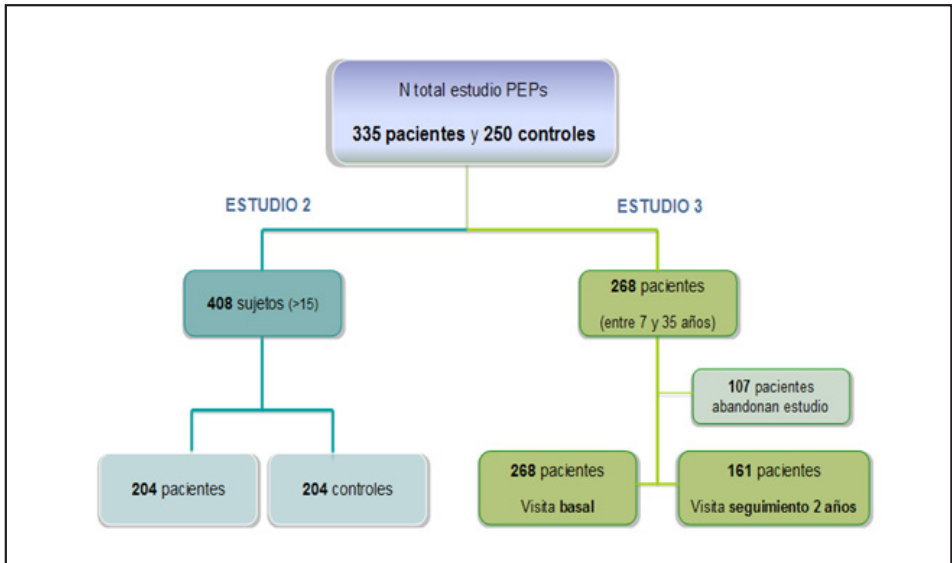 N total estudio PEPs
335 pacientes y 250 controles
ESTUDIO 2
ESTUDIO 3
408 sujetos (>15)
268 pacientes
(entre 7 y 35 años)
107 pacientes
abandonan estudio
204 pacientes
204 controles
268 pacientes
Visita basal
161 pacientes
Visita seguimiento 2 años